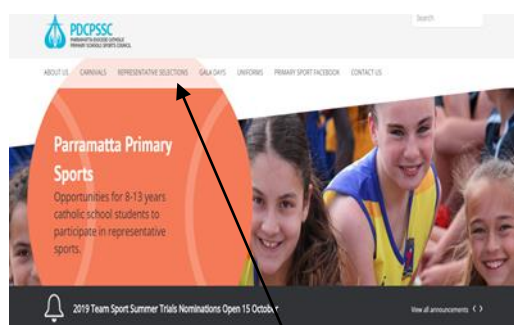 Search
PDCPSSC
PARRAMATTA DIOCESE CATHOLIC
PRIMARY SCHOOLS SPORTS COUNCIL
ABOUT US CARNIVALS REPRESENTATIVE SELECTIONS GALA DAYS UNIFORMS PRIMARY SPORT FACEBOOK CONTACT US
Parramatta Primary
Sports
Opportunities for 8-13 years
catholic school students to
participate in representative
sports.
2019 Team Sport Summer Trials Nominations Open 15 October
View all announcements < >